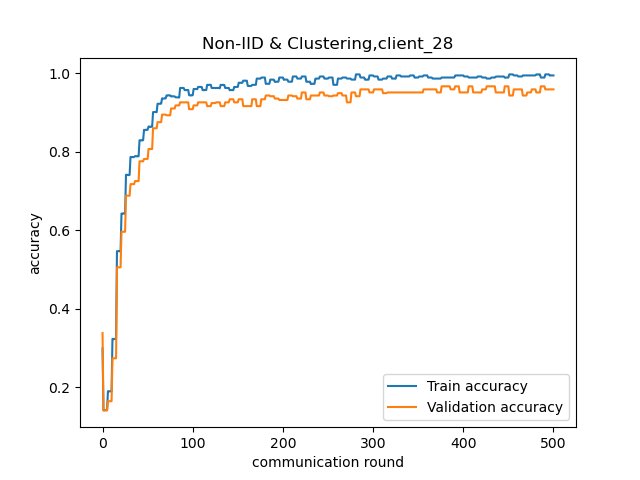 Non-IID & Clustering,client_28
1.0
0.8
0.6
0.4
0.2
accuracy
0
100
200
300
400
500
communication round
Train accuracy
Validation accuracy